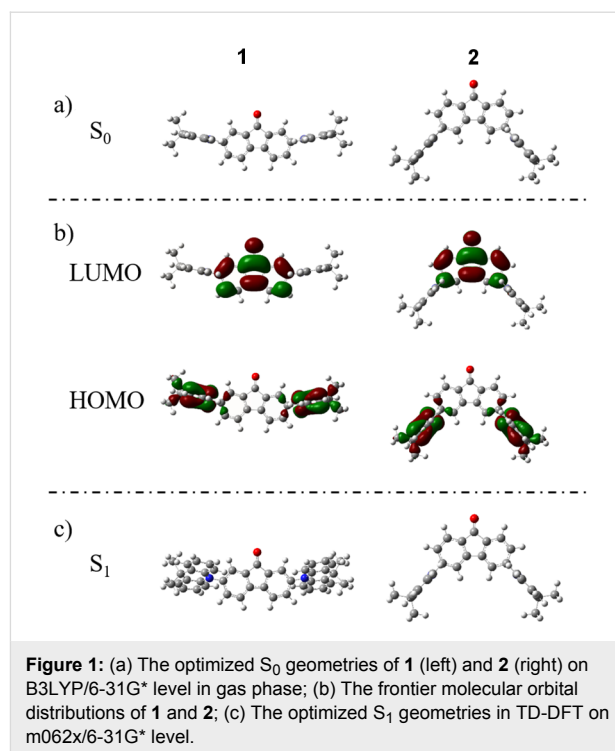 1 2
a)
S₀
b)
LUMO
HOMO
c)
S₁
Figure 1: (a) The optimized S₀ geometries of 1 (left) and 2 (right) on
B3LYP/6-31G* level in gas phase; (b) The frontier molecular orbital
distributions of 1 and 2; (c) The optimized S₁ geometries in TD-DFT on
m062x/6-31G* level.